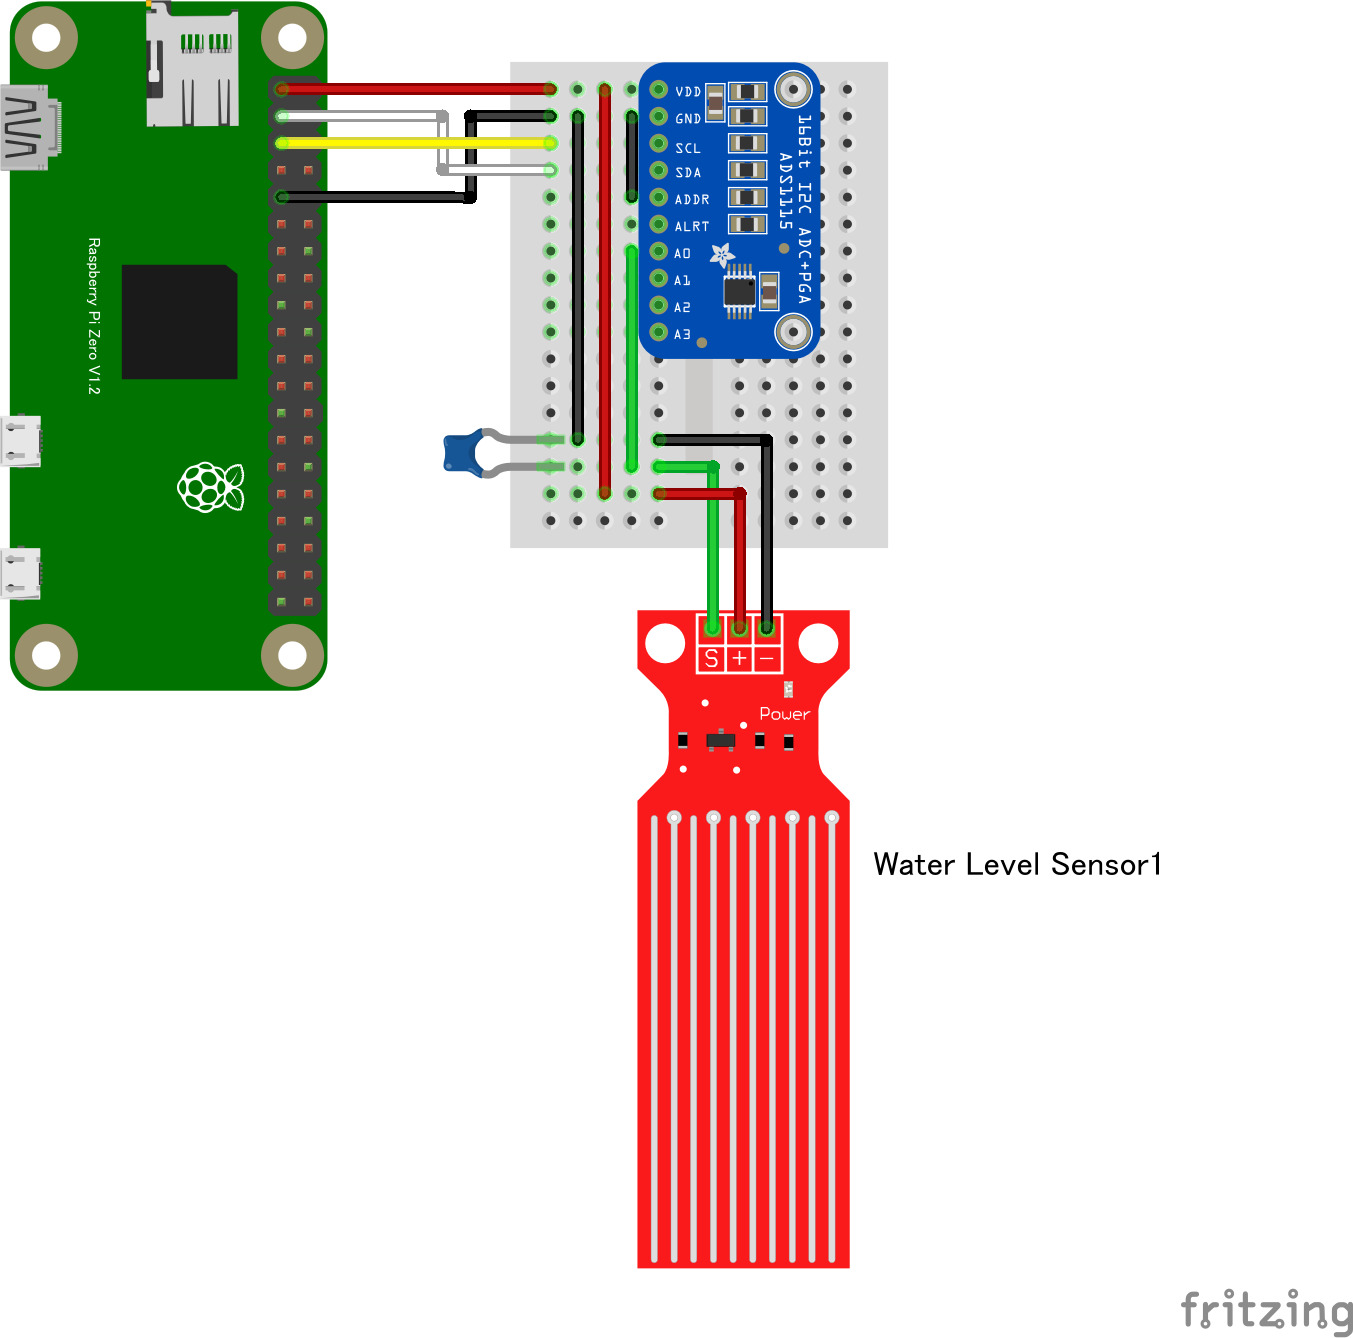 Raspberry Pi Zero V1.2
VDD
GND
SCL
SDA
ADDR
ALRT
A0
A1
A2
A3
16Bit I2C ADC+PGA
ADS1115
S + −
Power
Water Level Sensor1
fritzing